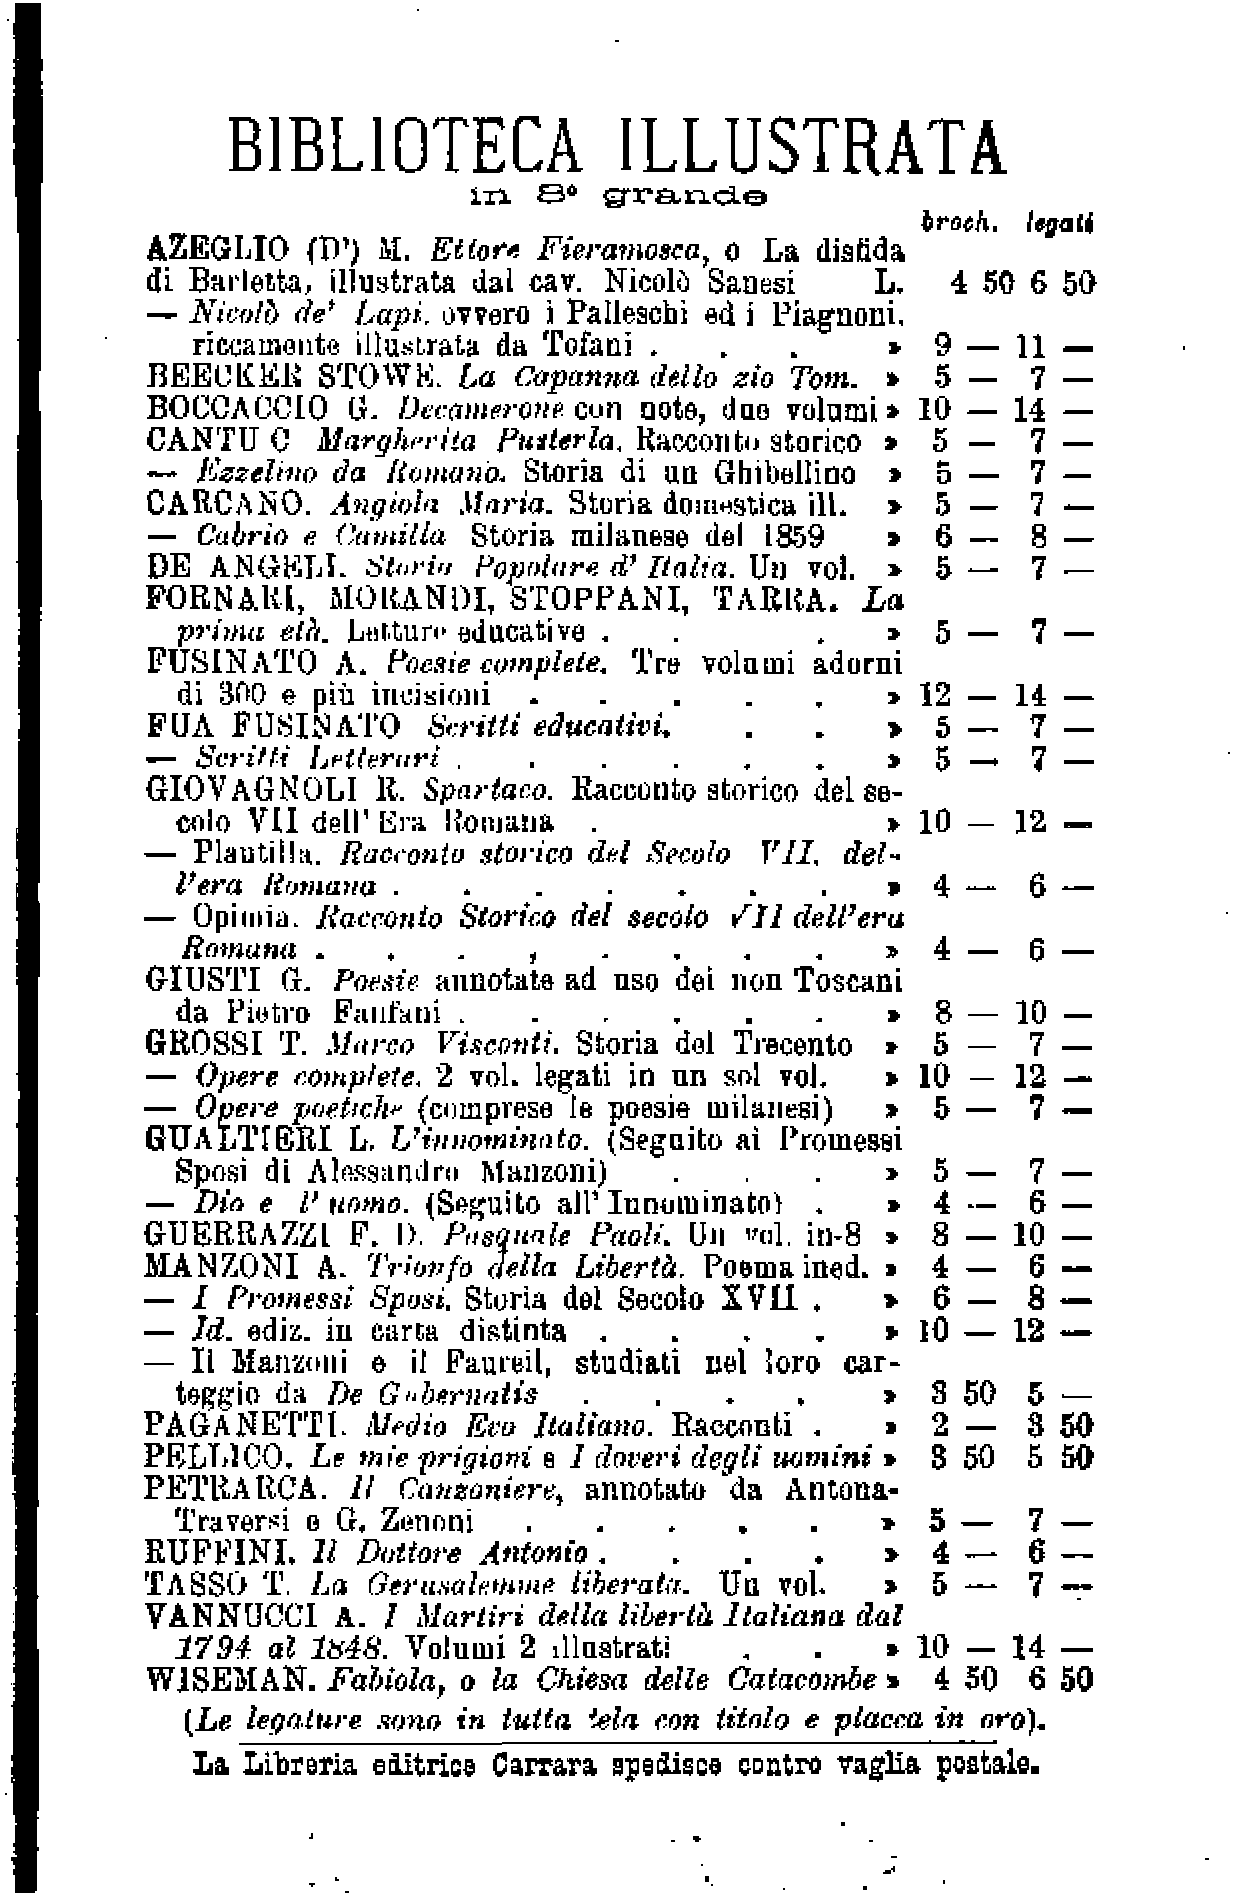 BIBLIOTECA ILLUSTRATA
in 8° grande
broch. legati
AZEGLIO (D') M. Ettore Fieramosca, o La disfida
di Barletta, illustrata dal cav. Nicolò Sanesi L. 4 50 6 50
— Nicolò de' Lapi. ovvero i Palleschi ed i Piagnoni.
riccamente illustrata da Tofani . . . » 9 — 11 —
BEECKER STOWE. La Capanna dello zio Tom. » 5 — 7 —
BOCCACCIO G. Decamerone con note, due volumi » 10 — 14 —
CANTU C Margherita Pusterla. Racconto storico » 5 — 7 —
— Ezzelino da Romano. Storia di un Ghibellino » 5 — 7 —
CARCANO. Angiola Maria. Storia domestica ill. » 5 — 7 —
— Cabrio e Camilla Storia milanese del 1859 » 6 — 8 —
DE ANGELI. Storia Popolare d' Italia. Un vol. » 5 — 7 —
FORNARI, MORANDI, STOPPANI, TARRA. La
prima età. Letture educative . . . » 5 — 7 —
FUSINATO A. Poesie complete. Tre volumi adorni
di 300 e più incisioni . . . . . » 12 — 14 —
FUA FUSINATO Scritti educativi. . . » 5 — 7 —
— Scritti Letterari . . . . . . » 5 — 7 —
GIOVAGNOLI R. Spartaco. Racconto storico del se-
colo VII dell' Era Romana . » 10 — 12 —
— Plautilla. Racconto storico del Secolo VII. del-
l'era Romana . . . . . . . » 4 — 6 —
— Opimia. Racconto Storico del secolo VII dell'era
Romana . . . , . . . . » 4 — 6 —
GIUSTI G. Poesie annotate ad uso dei non Toscani
da Pietro Fanfani . . . . . . » 8 — 10 —
GROSSI T. Marco Visconti. Storia del Trecento » 5 — 7 —
— Opere complete. 2 vol. legati in un sol vol. » 10 — 12 —
— Opere poetiche (comprese le poesie milanesi) » 5 — 7 —
GUALTIERI L. L'innominato. (Seguito ai Promessi
Sposi di Alessandro Manzoni) . . . » 5 — 7 —
— Dio e l' uomo. (Seguito all' Innominato) . » 4 — 6 —
GUERRAZZI F. D. Pasquale Paoli. Un vol. in-8 » 8 — 10 —
MANZONI A. Trionfo della Libertà. Poema ined. » 4 — 6 —
— I Promessi Sposi. Storia del Secolo XVII . » 6 — 8 —
— Id. ediz. in carta distinta . . . . » 10 — 12 —
— Il Manzoni e il Faureil, studiati nel loro car-
teggio da De Gubernatis . . . . » 3 50 5 —
PAGANETTI. Medio Evo Italiano. Racconti . » 2 — 3 50
PELLICO. Le mie prigioni e I doveri degli uomini » 3 50 5 50
PETRARCA. Il Canzoniere, annotato da Antona-
Traversi e G. Zenoni . . . . . » 5 — 7 —
RUFFINI. Il Dottore Antonio . . . . » 4 — 6 —
TASSO T. La Gerusalemme liberata. Un vol. » 5 — 7 —
VANNUCCI A. I Martiri della libertà Italiana dal
1794 al 1848. Volumi 2 illustrati . . » 10 — 14 —
WISEMAN. Fabiola, o la Chiesa delle Catacombe » 4 50 6 50
(Le legature sono in tutta tela con titolo e placca in oro).
La Libreria editrice Carrara spedisce contro vaglia postale.